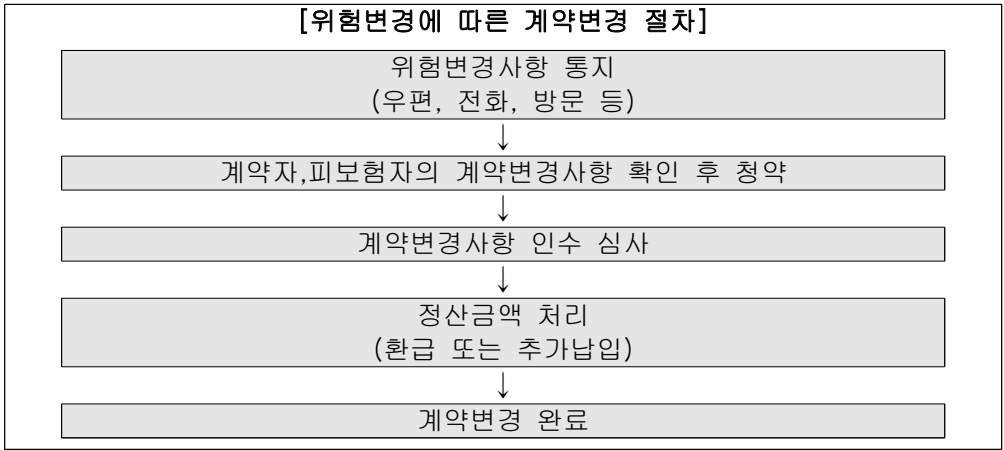 [위험변경에 따른 계약변경 절차]
위험변경사항 통지
(우편, 전화, 방문 등)
↓
계약자,피보험자의 계약변경사항 확인 후 청약
↓
계약변경사항 인수 심사
↓
정산금액 처리
(환급 또는 추가납입)
↓
계약변경 완료